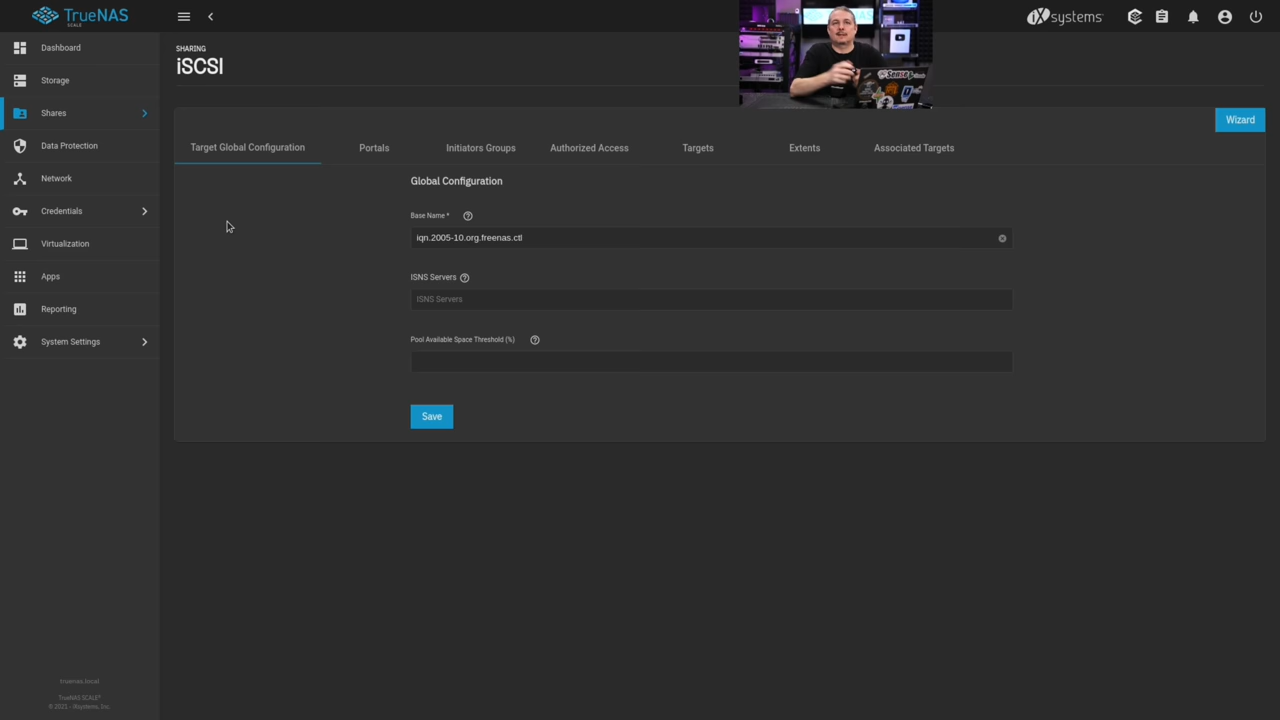 TrueNAS
SCALE
iXsystems
Dashboard
Storage
Shares
Data Protection
Network
Credentials
Virtualization
Apps
Reporting
System Settings
truenas.local
TrueNAS SCALE®
© 2021 - iXsystems, Inc.
SHARING
iSCSI
Wizard
Target Global Configuration
Portals
Initiators Groups
Authorized Access
Targets
Extents
Associated Targets
Global Configuration
Base Name *
iqn.2005-10.org.freenas.ctl
ISNS Servers
ISNS Servers
Pool Available Space Threshold (%)
Save